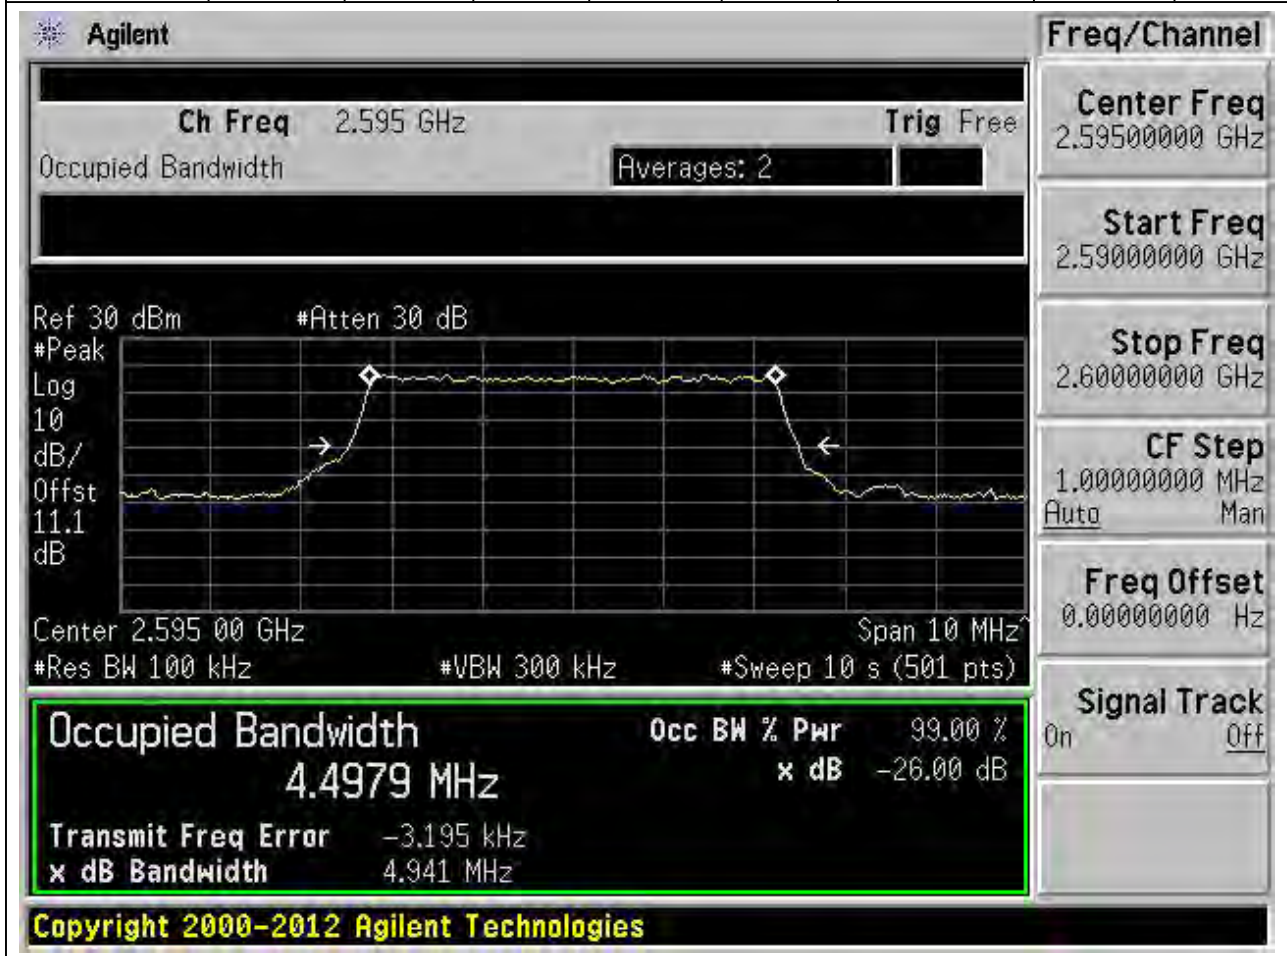 Agilent
Freq/Channel
Ch Freq 2.595 GHz Trig Free
Occupied Bandwidth Averages: 2
Center Freq
2.59500000 GHz
Start Freq
2.59000000 GHz
Stop Freq
2.60000000 GHz
CF Step
1.00000000 MHz
Auto Man
Freq Offset
0.00000000 Hz
Signal Track
On Off
Ref 30 dBm #Atten 30 dB
#Peak
Log
10
dB/
Offst
11.1
dB
Center 2.595 00 GHz Span 10 MHz^
#Res BW 100 kHz #VBW 300 kHz #Sweep 10 s (501 pts)
Occupied Bandwidth
4.4979 MHz
Occ BW % Pwr 99.00 %
x dB -26.00 dB
Transmit Freq Error -3.195 kHz
x dB Bandwidth 4.941 MHz
Copyright 2000-2012 Agilent Technologies